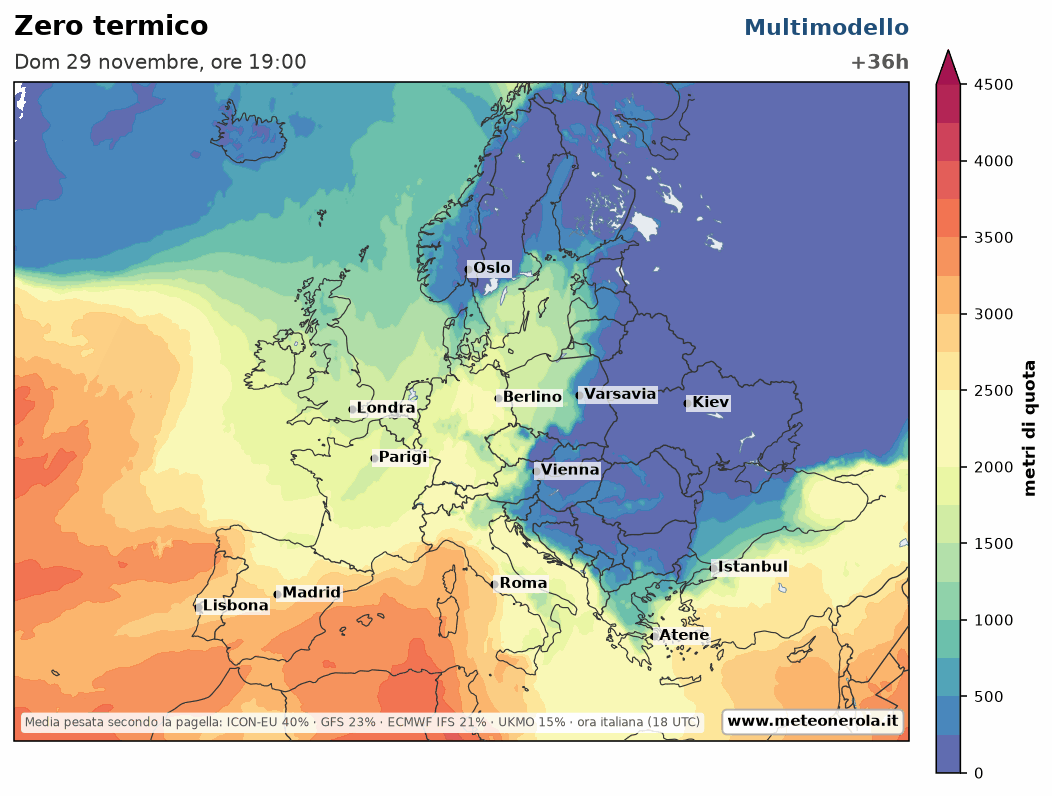 Zero termico
Multimodello
Dom 29 novembre, ore 19:00
+36h
4500
4000
3500
3000
2500
2000
1500
1000
500
0
metri di quota
Oslo
Berlino
Varsavia
Kiev
Londra
Parigi
Vienna
Istanbul
Roma
Madrid
Lisbona
Atene
Media pesata secondo la pagella: ICON-EU 40% · GFS 23% · ECMWF IFS 21% · UKMO 15% · ora italiana (18 UTC)
www.meteonerola.it